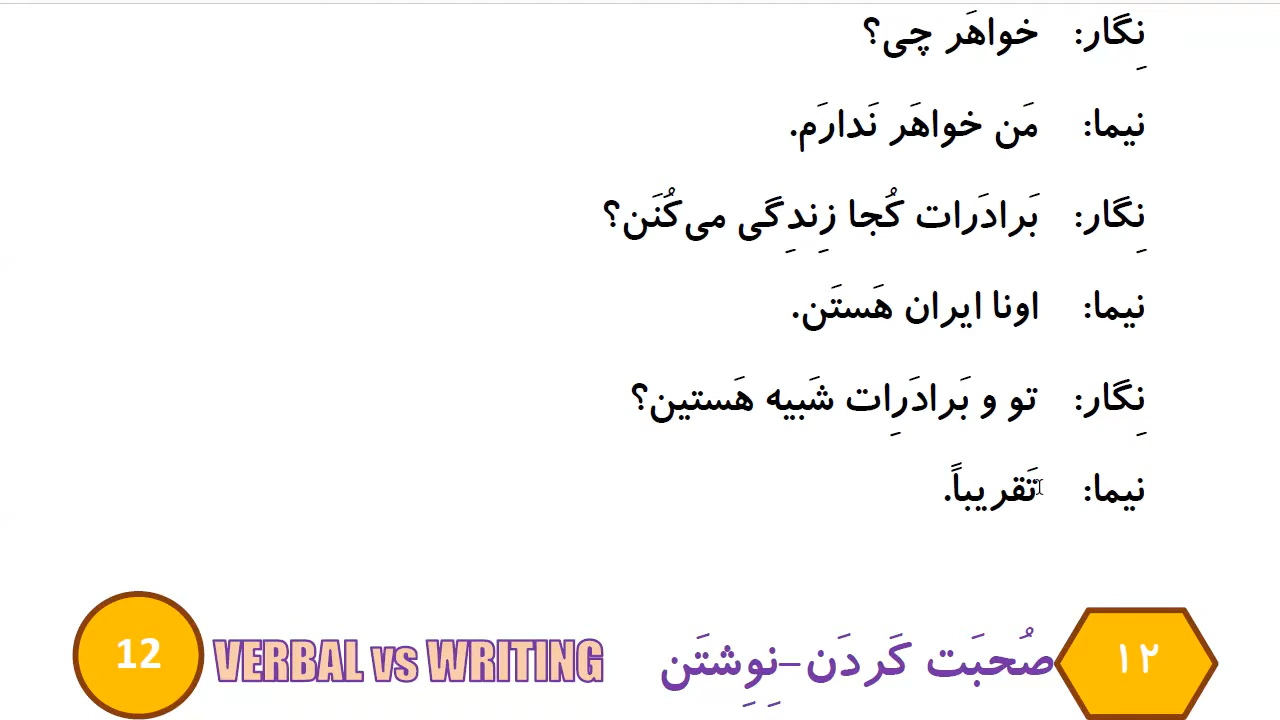 نِگار: خواهَر چی؟
نیما: مَن خواهَر نَدارَم.
نِگار: بَرادَرات کُجا زِندِگی می‌کُنَن؟
نیما: اونا ایران هَستَن.
نِگار: تو و بَرادَرِات شَبیه هَستین؟
نیما: تَقریباً.
۱۲ صُحبَت کَردَن-نِوِشتَن VERBAL vs WRITING 12